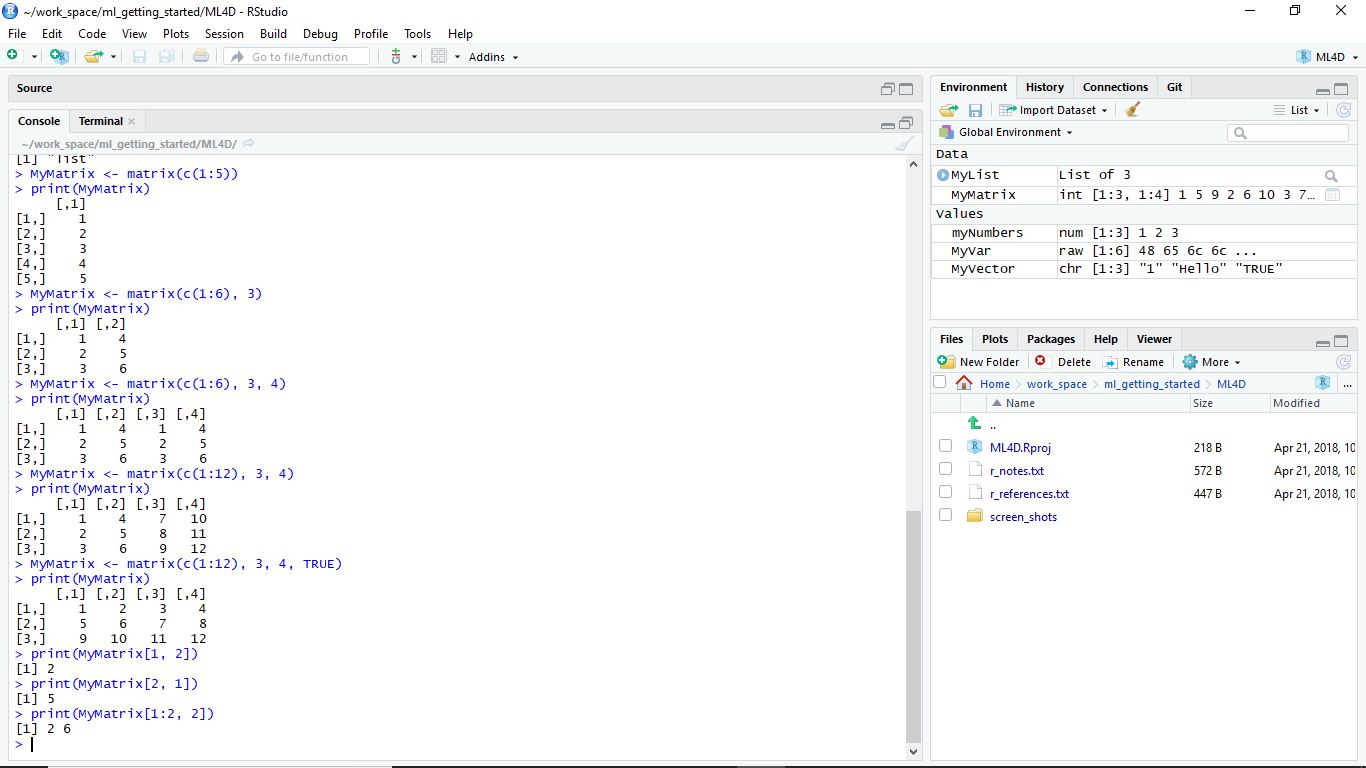 ~/work_space/ml_getting_started/ML4D - RStudio
File Edit Code View Plots Session Build Debug Profile Tools Help
Go to file/function Addins ML4D
Source
Console Terminal
~/work_space/ml_getting_started/ML4D/
[1] "list"
> MyMatrix <- matrix(c(1:5))
> print(MyMatrix)
     [,1]
[1,]    1
[2,]    2
[3,]    3
[4,]    4
[5,]    5
> MyMatrix <- matrix(c(1:6), 3)
> print(MyMatrix)
     [,1] [,2]
[1,]    1    4
[2,]    2    5
[3,]    3    6
> MyMatrix <- matrix(c(1:6), 3, 4)
> print(MyMatrix)
     [,1] [,2] [,3] [,4]
[1,]    1    4    1    4
[2,]    2    5    2    5
[3,]    3    6    3    6
> MyMatrix <- matrix(c(1:12), 3, 4)
> print(MyMatrix)
     [,1] [,2] [,3] [,4]
[1,]    1    4    7   10
[2,]    2    5    8   11
[3,]    3    6    9   12
> MyMatrix <- matrix(c(1:12), 3, 4, TRUE)
> print(MyMatrix)
     [,1] [,2] [,3] [,4]
[1,]    1    2    3    4
[2,]    5    6    7    8
[3,]    9   10   11   12
> print(MyMatrix[1, 2])
[1] 2
> print(MyMatrix[2, 1])
[1] 5
> print(MyMatrix[1:2, 2])
[1] 2 6
>
Environment History Connections Git
Import Dataset List
Global Environment
Data
MyList List of 3
MyMatrix int [1:3, 1:4] 1 5 9 2 6 10 3 7…
Values
myNumbers num [1:3] 1 2 3
MyVar raw [1:6] 48 65 6c 6c ...
MyVector chr [1:3] "1" "Hello" "TRUE"
Files Plots Packages Help Viewer
New Folder Delete Rename More
Home work_space ml_getting_started ML4D ...
Name Size Modified
..
ML4D.Rproj 218 B Apr 21, 2018, 10
r_notes.txt 572 B Apr 21, 2018, 10
r_references.txt 447 B Apr 21, 2018, 10
screen_shots